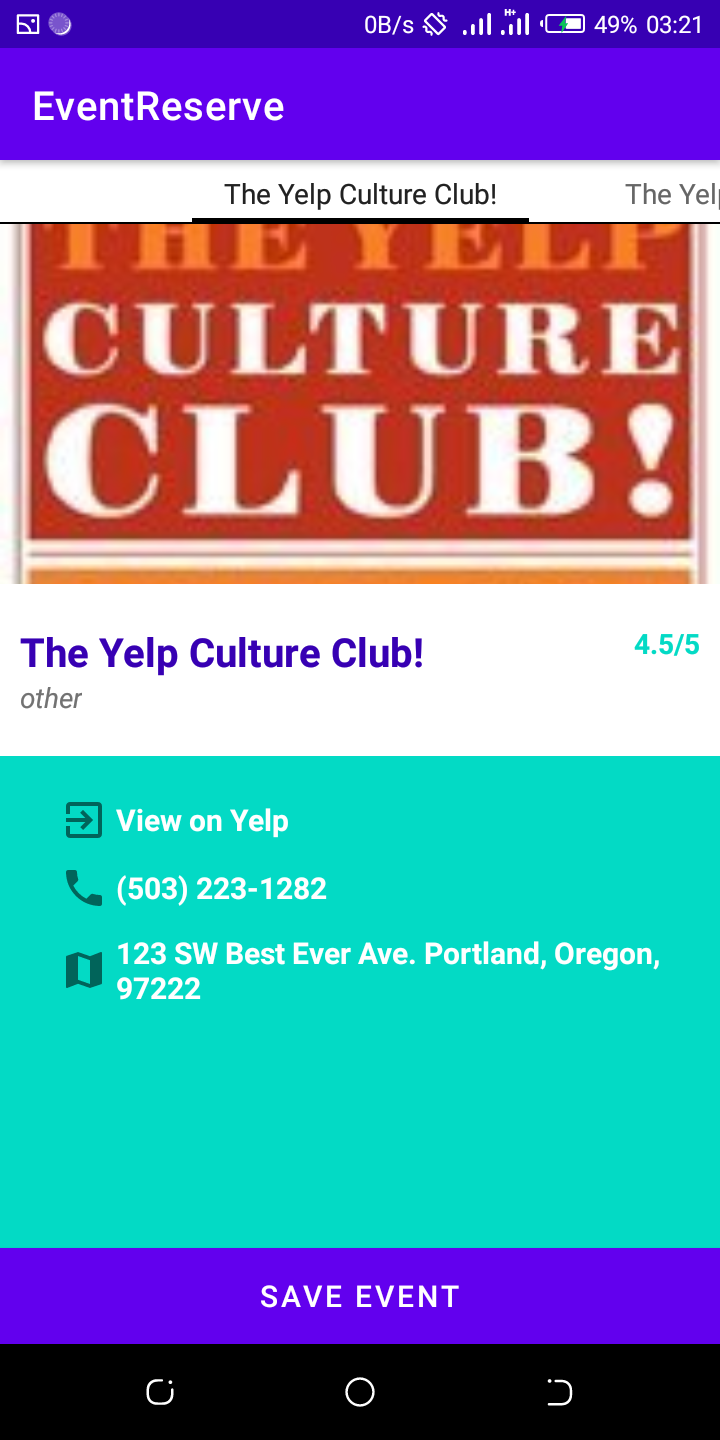 0B/s 49% 03:21
EventReserve
The Yelp Culture Club! The Yelp
THE YELP
CULTURE
CLUB!
The Yelp Culture Club! 4.5/5
other
View on Yelp
(503) 223-1282
123 SW Best Ever Ave. Portland, Oregon,
97222
SAVE EVENT